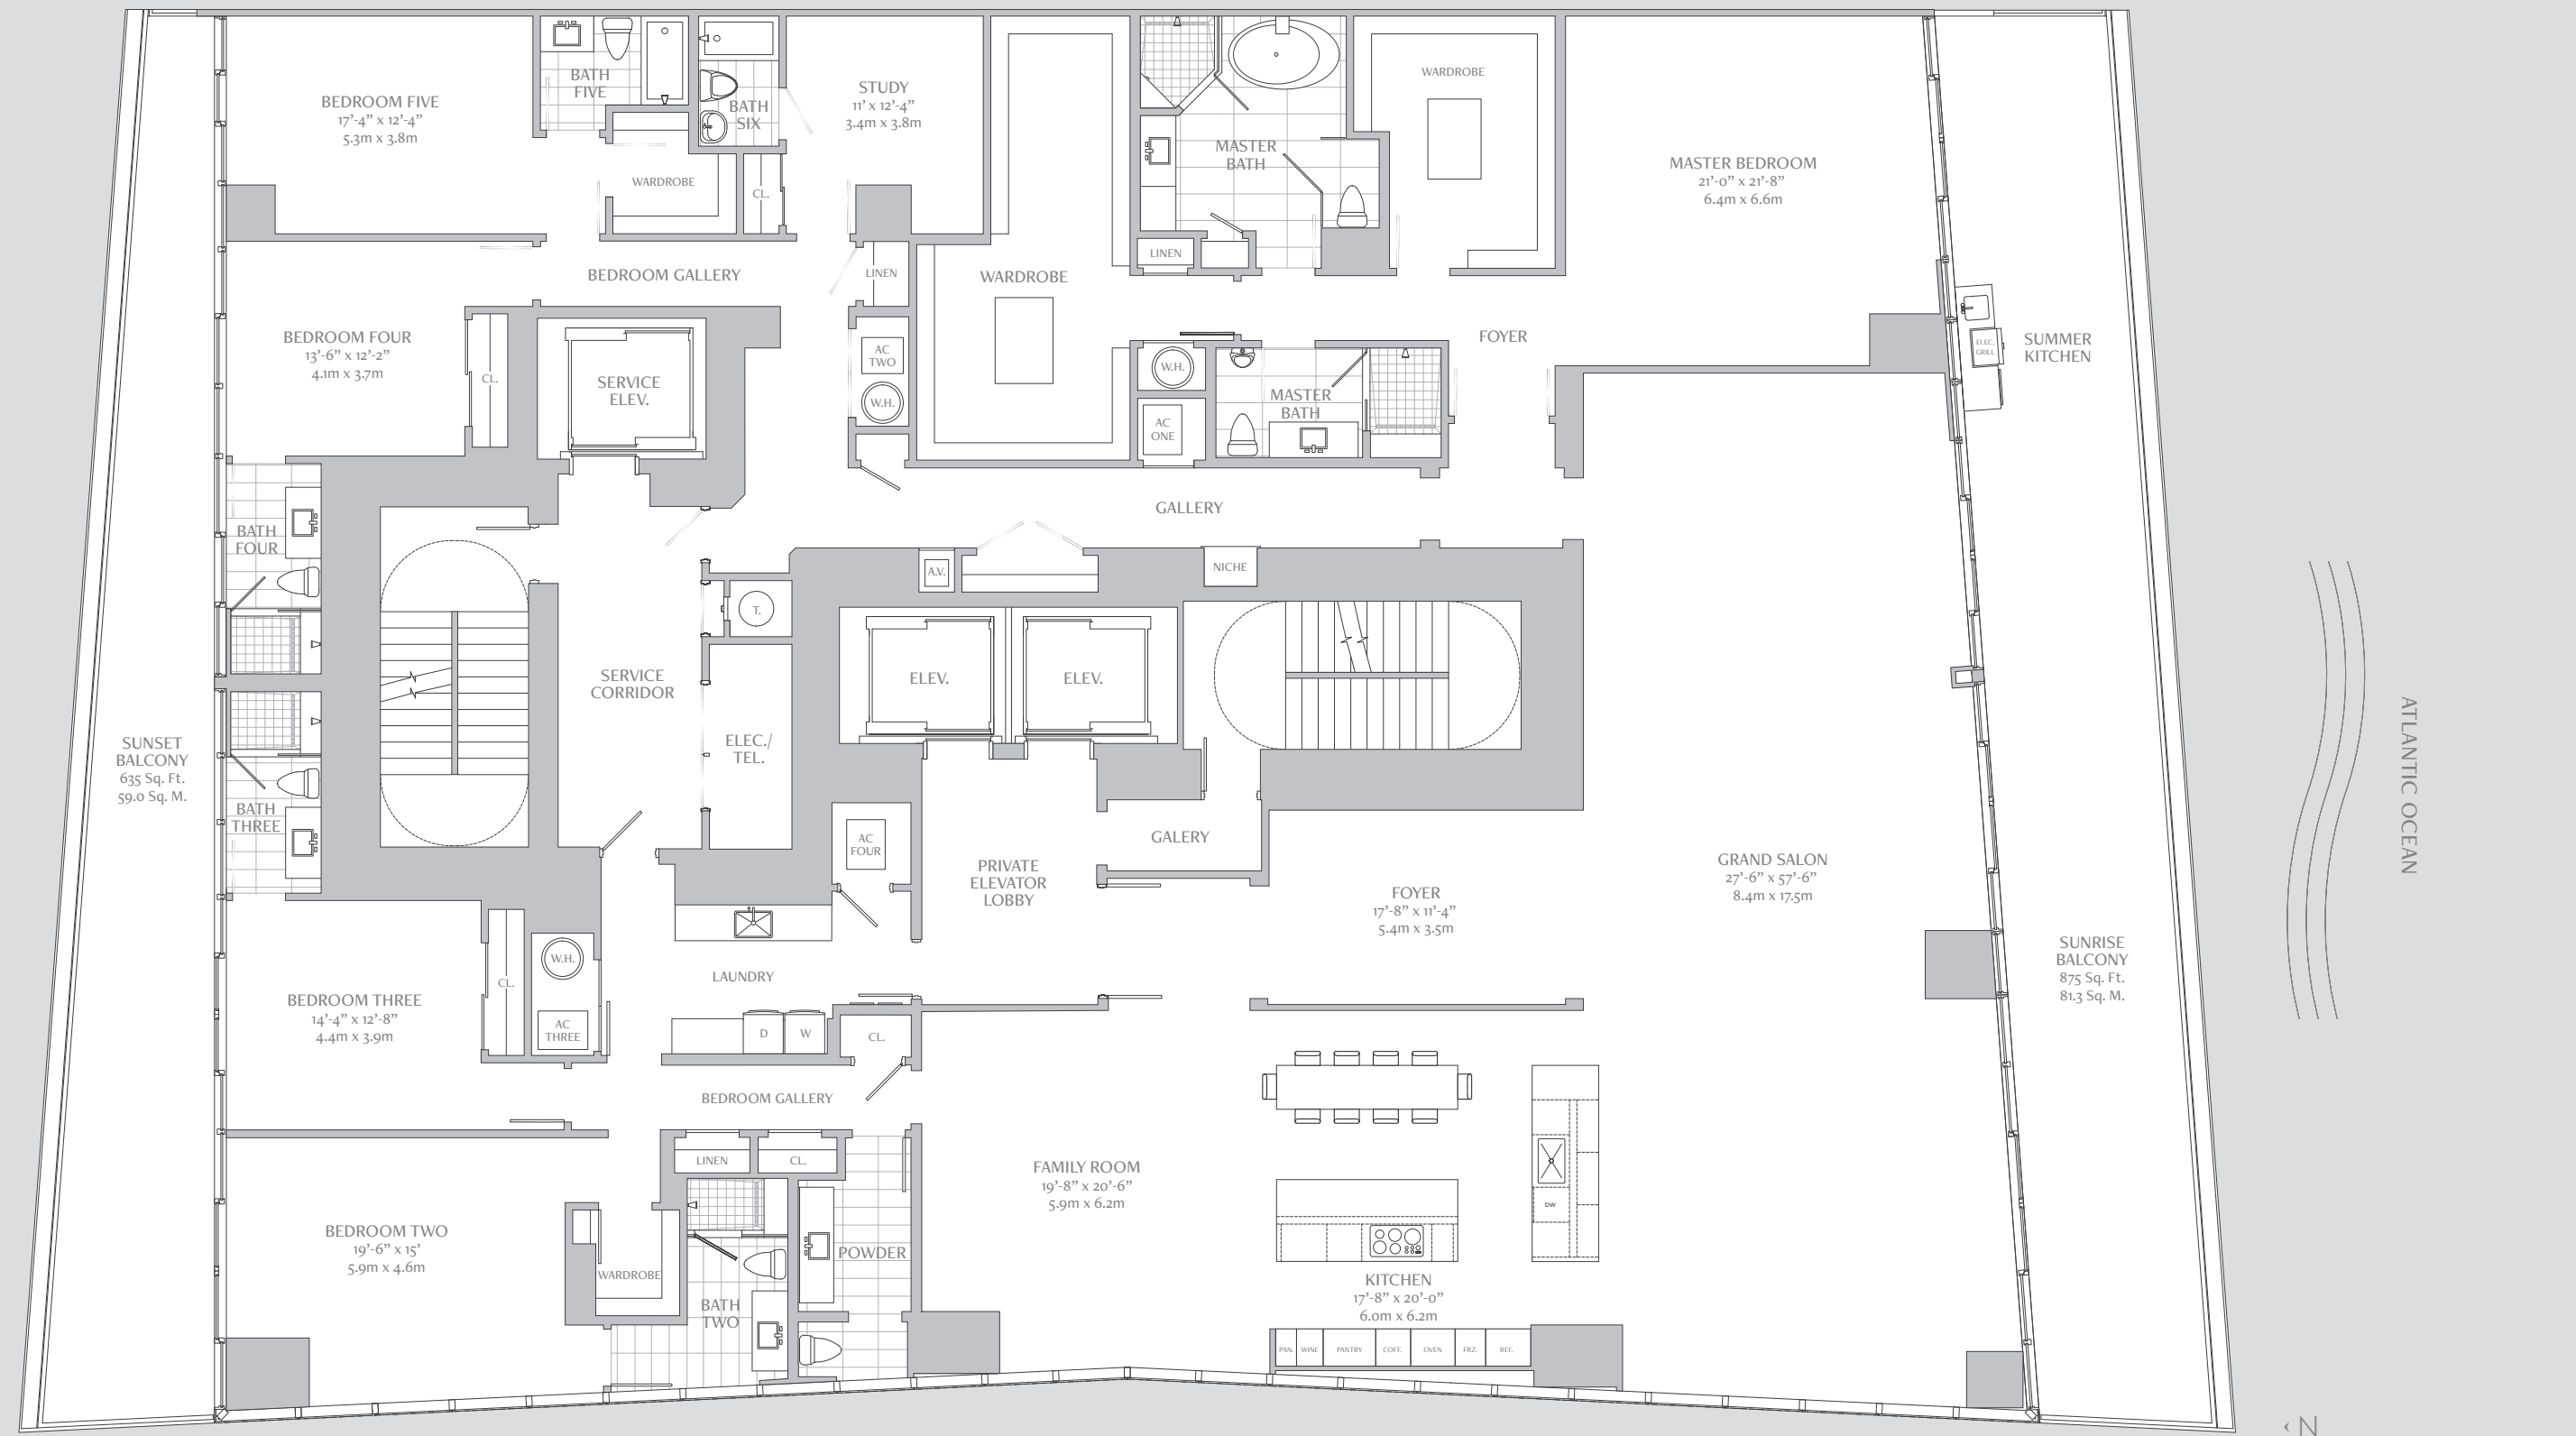 BEDROOM FIVE
17’-4” x 12’-4”
5.3m x 3.8m
BATH
FIVE
BATH
SIX
STUDY
11’ x 12’-4”
3.4m x 3.8m
WARDROBE
CL.
MASTER
BATH
WARDROBE
MASTER BEDROOM
21’-0” x 21’-8”
6.4m x 6.6m
LINEN
BEDROOM GALLERY
LINEN
WARDROBE
BEDROOM FOUR
13’-6” x 12’-2”
4.1m x 3.7m
CL.
SERVICE
ELEV.
AC
TWO
W.H.
W.H.
AC
ONE
MASTER
BATH
FOYER
ELEC.
GRILL
SUMMER
KITCHEN
BATH
FOUR
GALLERY
A.V.
NICHE
T.
SERVICE
CORRIDOR
ELEC./
TEL.
ELEV.
ELEV.
SUNSET
BALCONY
635 Sq. Ft.
59.0 Sq. M.
BATH
THREE
AC
FOUR
PRIVATE
ELEVATOR
LOBBY
GALERY
FOYER
17’-8” x 11’-4”
5.4m x 3.5m
GRAND SALON
27’-6” x 57’-6”
8.4m x 17.5m
ATLANTIC OCEAN
SUNRISE
BALCONY
875 Sq. Ft.
81.3 Sq. M.
BEDROOM THREE
14’-4” x 12’-8”
4.4m x 3.9m
CL.
W.H.
AC
THREE
LAUNDRY
D
W
CL.
BEDROOM GALLERY
LINEN
CL.
BEDROOM TWO
19’-6” x 15’
5.9m x 4.6m
WARDROBE
BATH
TWO
POWDER
FAMILY ROOM
19’-8” x 20’-6”
5.9m x 6.2m
DW
KITCHEN
17’-8” x 20’-0”
6.0m x 6.2m
PAN.
WINE
PANTRY
COFF.
OVEN
FRZ.
REF.
N